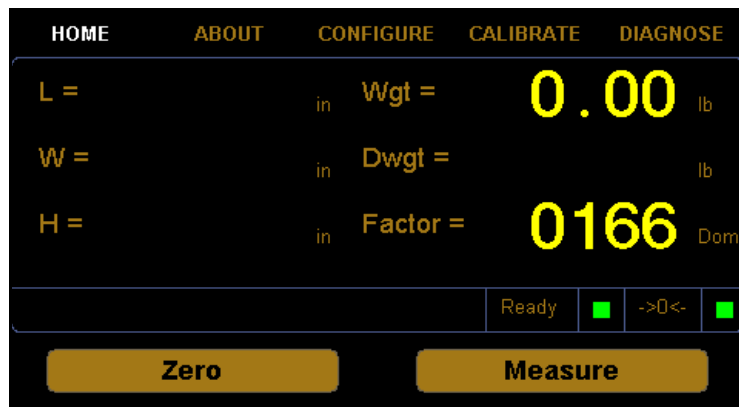 HOME ABOUT CONFIGURE CALIBRATE DIAGNOSE
L = in Wgt = 0.00 lb
W = in Dwgt = lb
H = in Factor = 0166 Dom
Ready ->0<-
Zero Measure